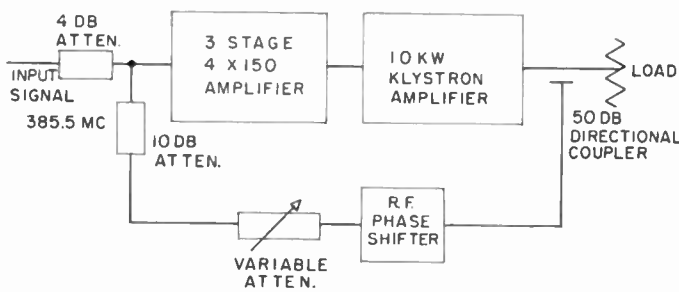 4 DB
ATTEN.
INPUT
SIGNAL
385.5 MC
3 STAGE
4 X 150
AMPLIFIER
10 KW
KLYSTRON
AMPLIFIER
LOAD
50 DB
DIRECTIONAL
COUPLER
10 DB
ATTEN.
VARIABLE
ATTEN.
R.F.
PHASE
SHIFTER